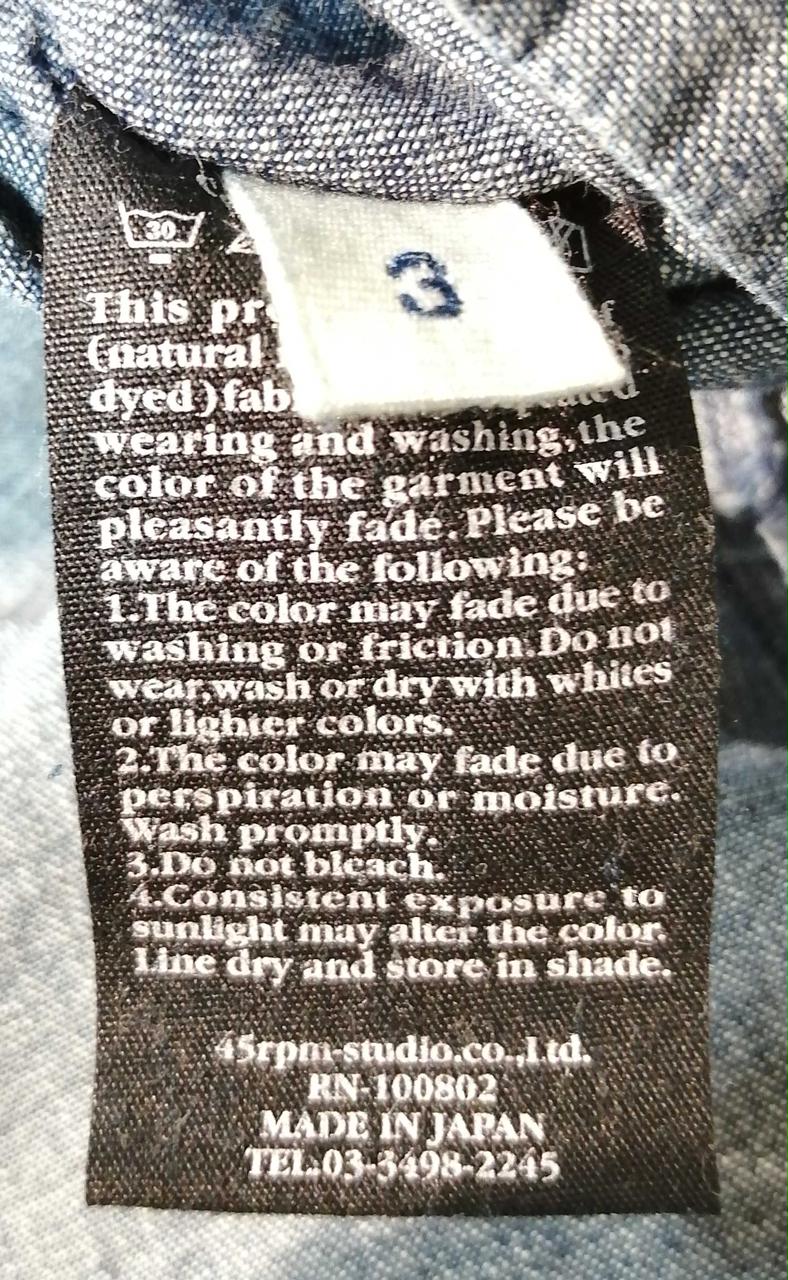 30
3
This
(natural
dyed)fab
wearing and washing,the
color of the garment will
pleasantly fade.Please be
aware of the following:
1.The color may fade due to
washing or friction.Do not
wear,wash or dry with whites
or lighter colors.
2.The color may fade due to
perspiration or moisture.
Wash promptly.
3.Do not bleach.
4.Consistent exposure to
sunlight may alter the color.
Line dry and store in shade.
45rpm-studio.co.,Ltd.
RN-100802
MADE IN JAPAN
TEL.03-3498-2245